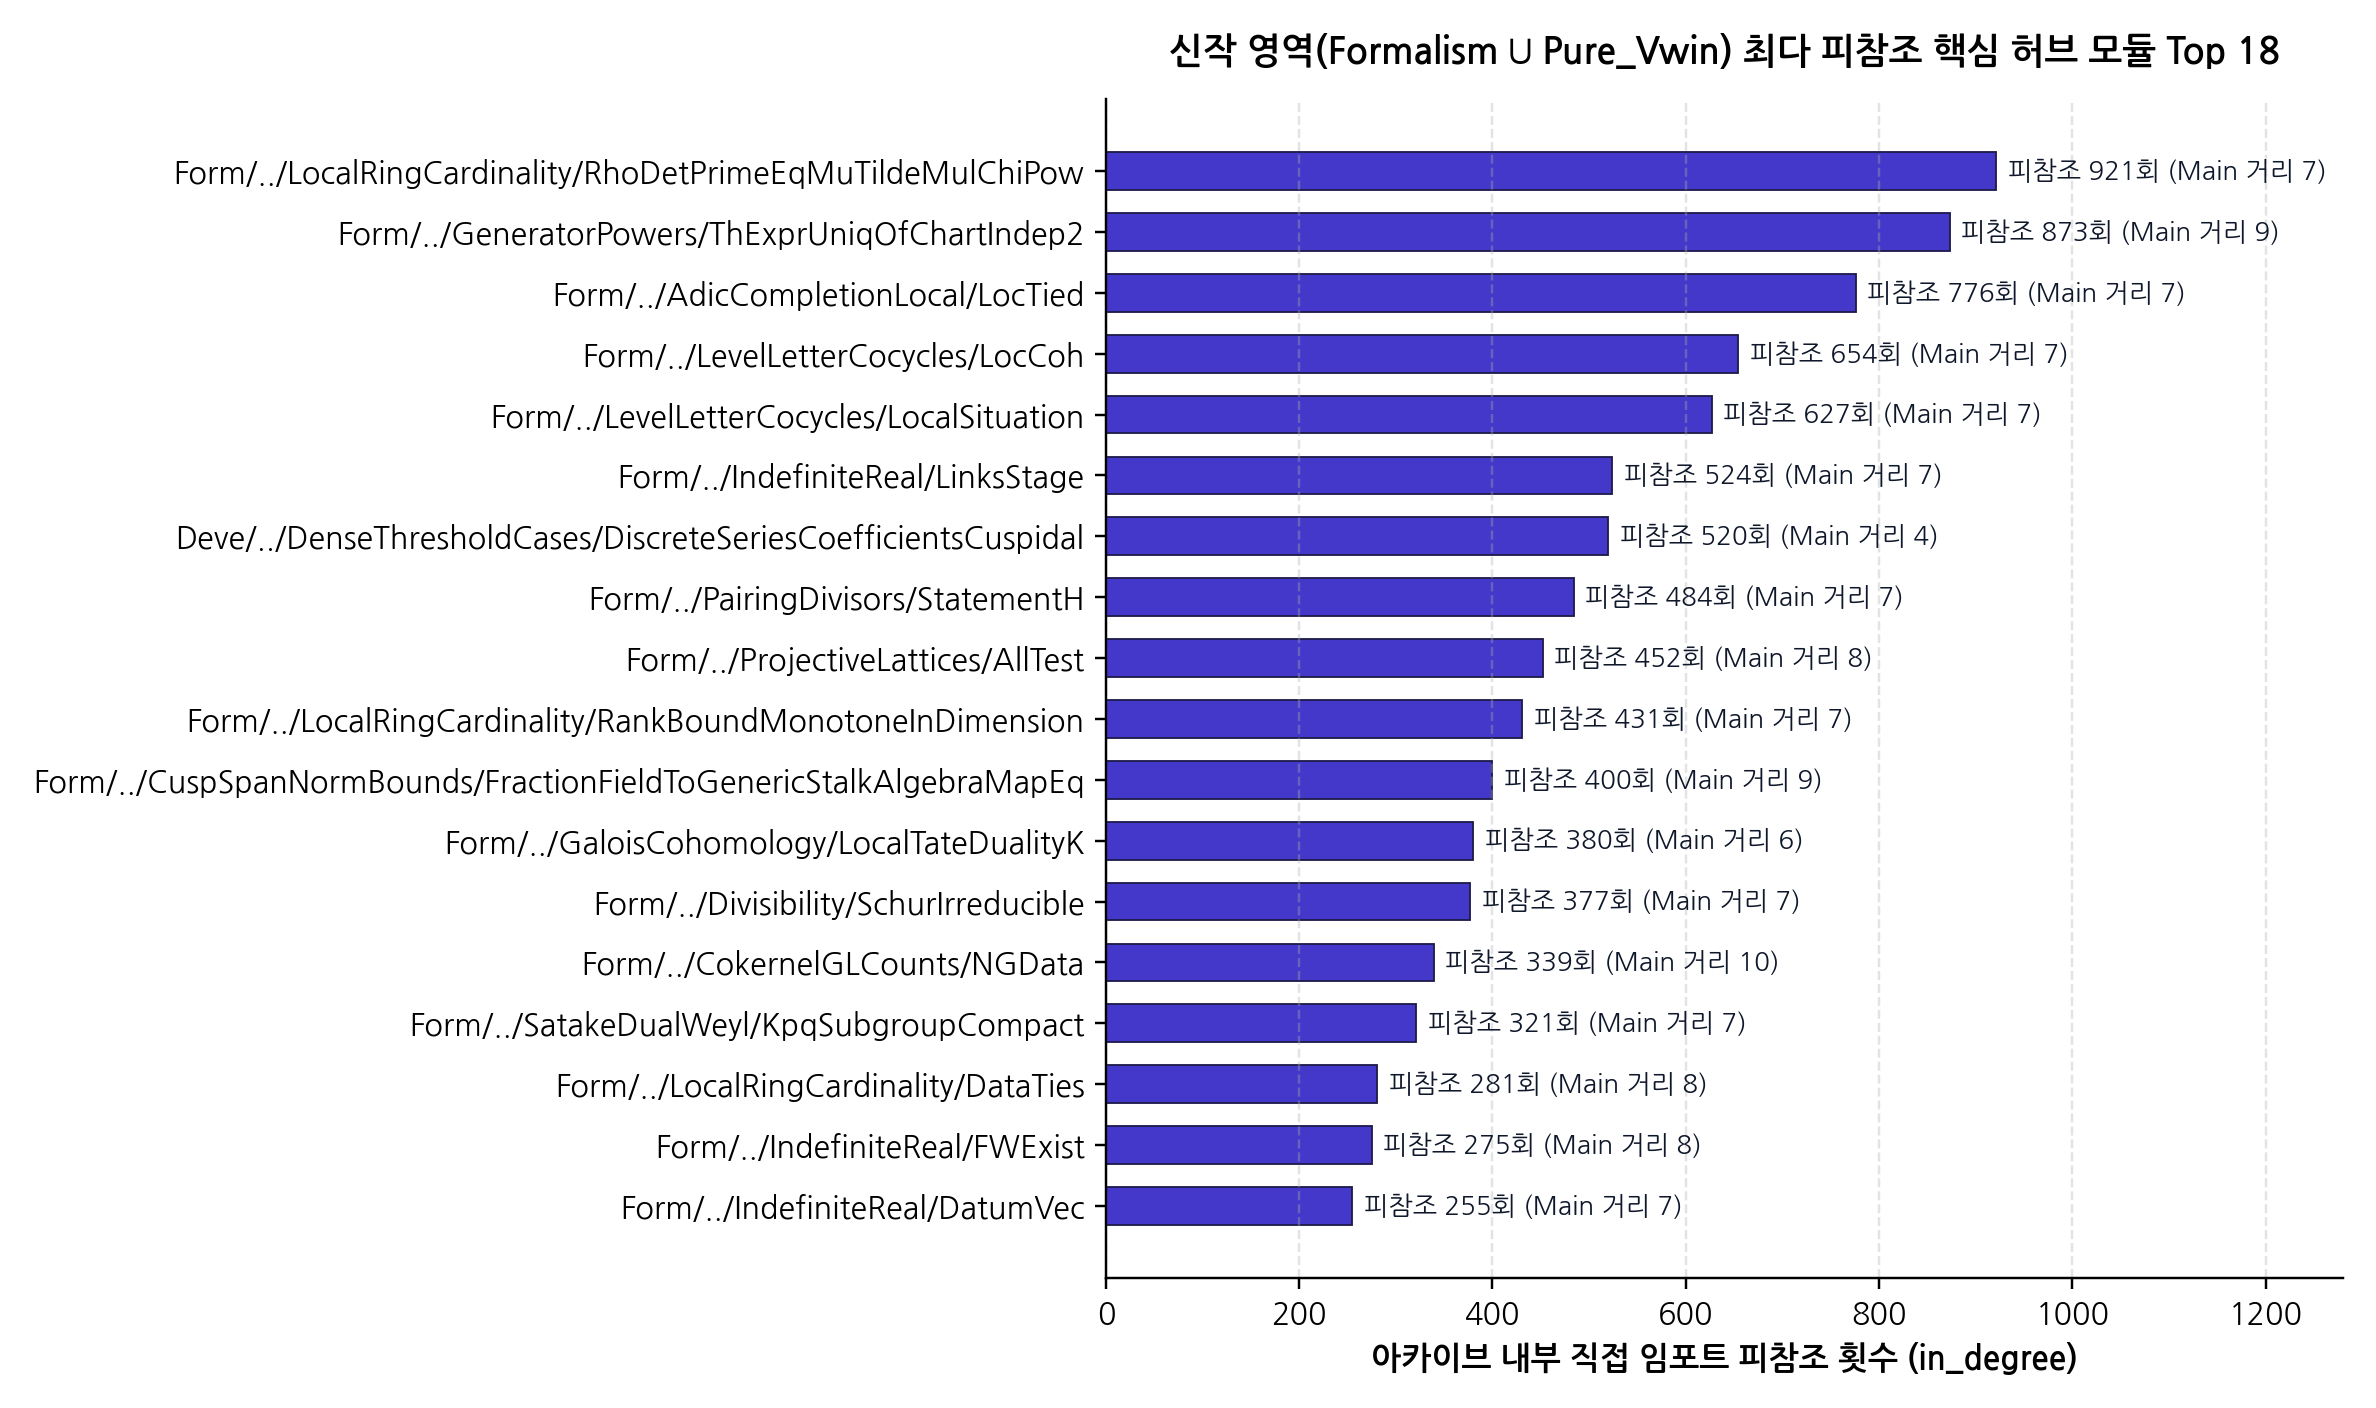 신작 영역(Formalism ∪ Pure_Vwin) 최다 피참조 핵심 허브 모듈 Top 18
Form/../LocalRingCardinality/RhoDetPrimeEqMuTildeMulChiPow 피참조 921회 (Main 거리 7)
Form/../GeneratorPowers/ThExprUniqOfChartIndep2 피참조 873회 (Main 거리 9)
Form/../AdicCompletionLocal/LocTied 피참조 776회 (Main 거리 7)
Form/../LevelLetterCocycles/LocCoh 피참조 654회 (Main 거리 7)
Form/../LevelLetterCocycles/LocalSituation 피참조 627회 (Main 거리 7)
Form/../IndefiniteReal/LinksStage 피참조 524회 (Main 거리 7)
Deve/../DenseThresholdCases/DiscreteSeriesCoefficientsCuspidal 피참조 520회 (Main 거리 4)
Form/../PairingDivisors/StatementH 피참조 484회 (Main 거리 7)
Form/../ProjectiveLattices/AllTest 피참조 452회 (Main 거리 8)
Form/../LocalRingCardinality/RankBoundMonotoneInDimension 피참조 431회 (Main 거리 7)
Form/../CuspSpanNormBounds/FractionFieldToGenericStalkAlgebraMapEq 피참조 400회 (Main 거리 9)
Form/../GaloisCohomology/LocalTateDualityK 피참조 380회 (Main 거리 6)
Form/../Divisibility/SchurIrreducible 피참조 377회 (Main 거리 7)
Form/../CokernelGLCounts/NGData 피참조 339회 (Main 거리 10)
Form/../SatakeDualWeyl/KpqSubgroupCompact 피참조 321회 (Main 거리 7)
Form/../LocalRingCardinality/DataTies 피참조 281회 (Main 거리 8)
Form/../IndefiniteReal/FWExist 피참조 275회 (Main 거리 8)
Form/../IndefiniteReal/DatumVec 피참조 255회 (Main 거리 7)
0 200 400 600 800 1000 1200
아카이브 내부 직접 임포트 피참조 횟수 (in_degree)